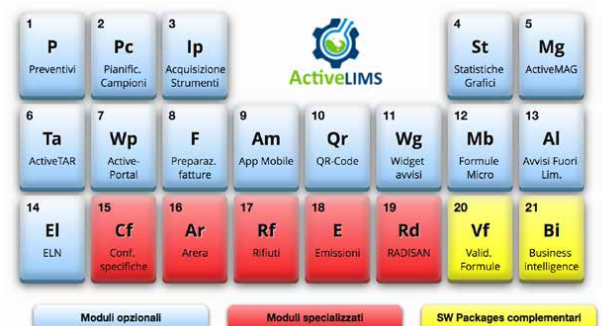 1
P
Preventivi
2
Pc
Pianific.
Campioni
3
Ip
Acquisizione
Strumenti
ActiveLIMS
4
St
Statistiche
Grafici
5
Mg
ActiveMAG
6
Ta
ActiveTAR
7
Wp
Active-
Portal
8
F
Preparaz.
fatture
9
Am
App Mobile
10
Qr
QR-Code
11
Wg
Widget
avvisi
12
Mb
Formule
Micro
13
Al
Avvisi Fuori
Lim.
14
El
ELN
15
Cf
Conf.
specifiche
16
Ar
Arera
17
Rf
Rifiuti
18
E
Emissioni
19
Rd
RADISAN
20
Vf
Valid.
Formule
21
Bi
Business
Intelligence
Moduli opzionali
Moduli specializzati
SW Packages complementari